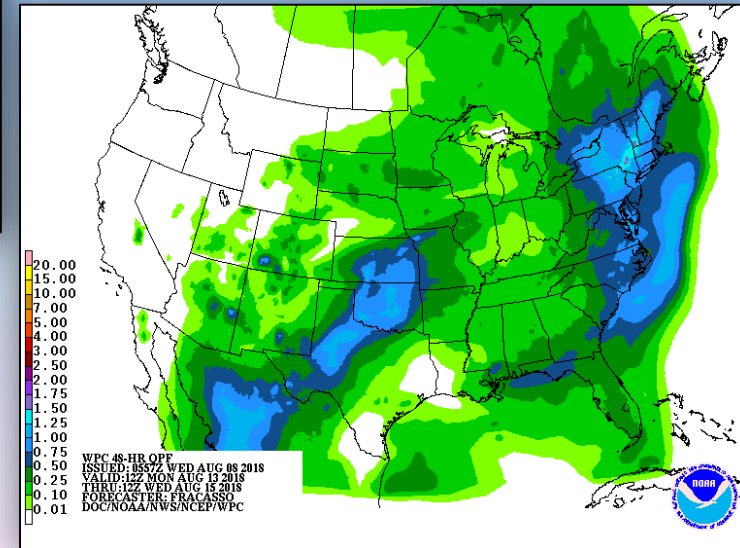 20.00
15.00
10.00
7.00
5.00
4.00
3.00
2.50
2.00
1.75
1.50
1.25
1.00
0.75
0.50
0.25
0.10
0.01
WPC 48-HR QPF
ISSUED: 0557Z WED AUG 08 2018
VALID:12Z MON AUG 13 2018
THRU:12Z WED AUG 15 2018
FORECASTER: FRACASSO
DOC/NOAA/NWS/NCEP/WPC
NOAA